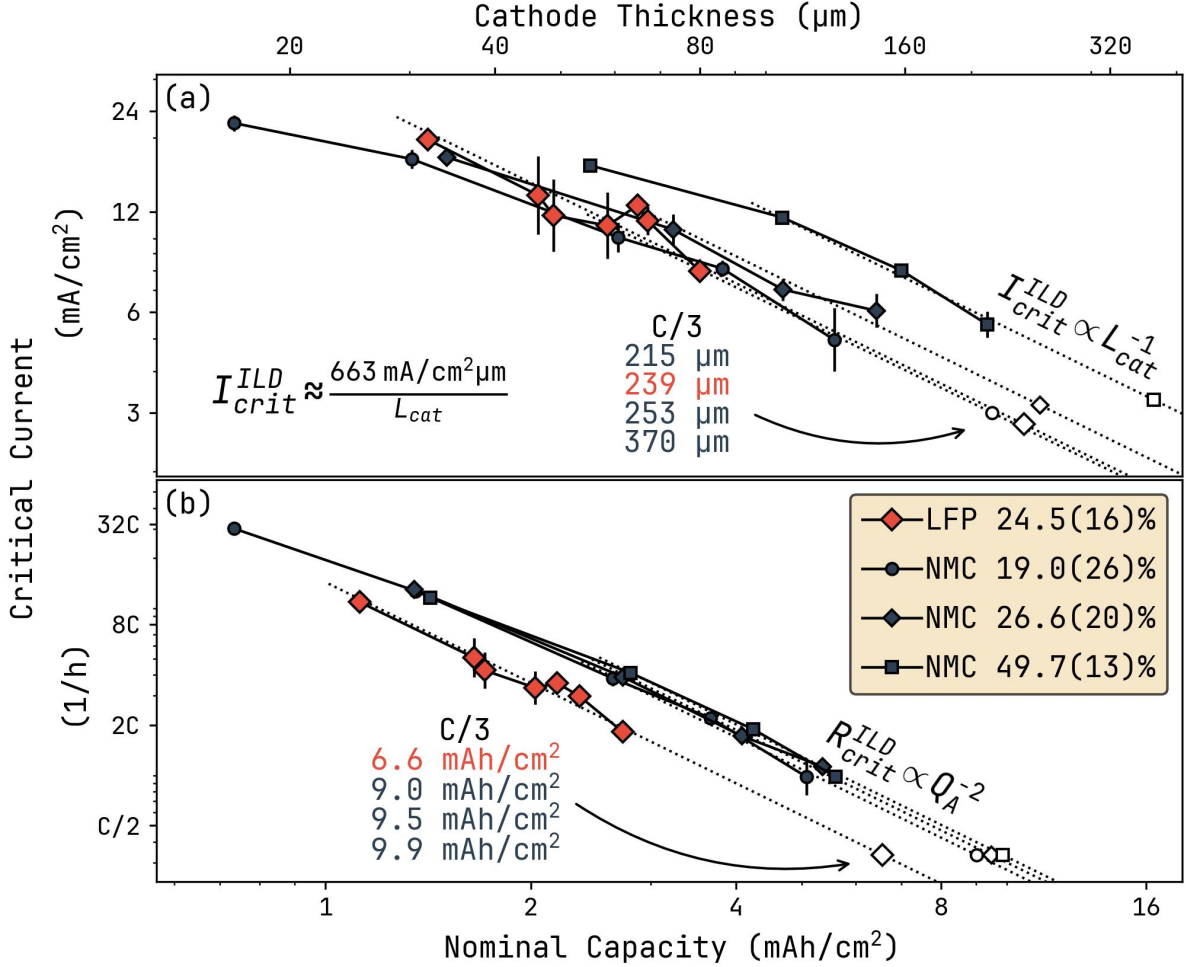 Cathode Thickness (µm)
20 40 80 160 320
(a)
24
12
6
3
(mA/cm²)
Critical Current
I_crit^ILD ≈ 663 mA/cm²µm / L_cat
C/3
215 µm
239 µm
253 µm
370 µm
I_crit^ILD ∝ L_cat^-1
(b)
32C
8C
2C
C/2
(1/h)
LFP 24.5(16)%
NMC 19.0(26)%
NMC 26.6(20)%
NMC 49.7(13)%
C/3
6.6 mAh/cm²
9.0 mAh/cm²
9.5 mAh/cm²
9.9 mAh/cm²
R_crit^ILD ∝ Q_A^-2
1 2 4 8 16
Nominal Capacity (mAh/cm²)